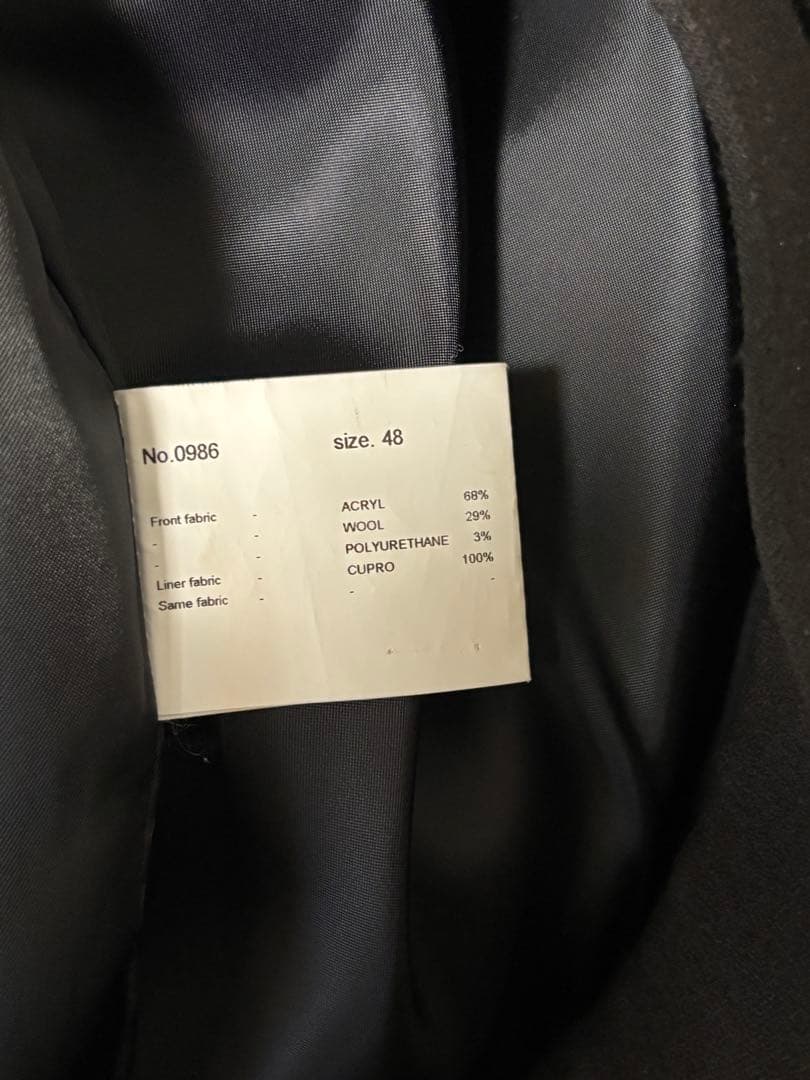 No.0986 size. 48
Front fabric - ACRYL 68%
- - WOOL 29%
- - POLYURETHANE 3%
Liner fabric - CUPRO 100%
Same fabric - - -